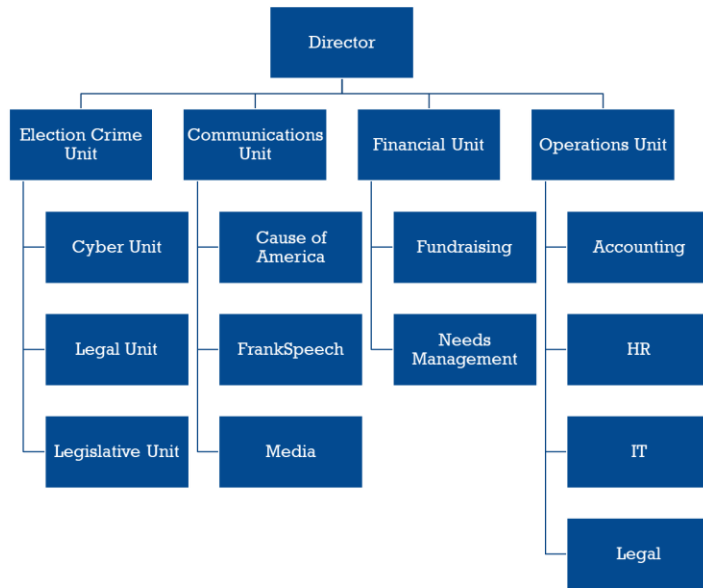 Director
Election Crime
Unit
Communications
Unit
Financial Unit
Operations Unit
Cyber Unit
Cause of
America
Fundraising
Accounting
Legal Unit
FrankSpeech
Needs
Management
HR
Legislative Unit
Media
IT
Legal